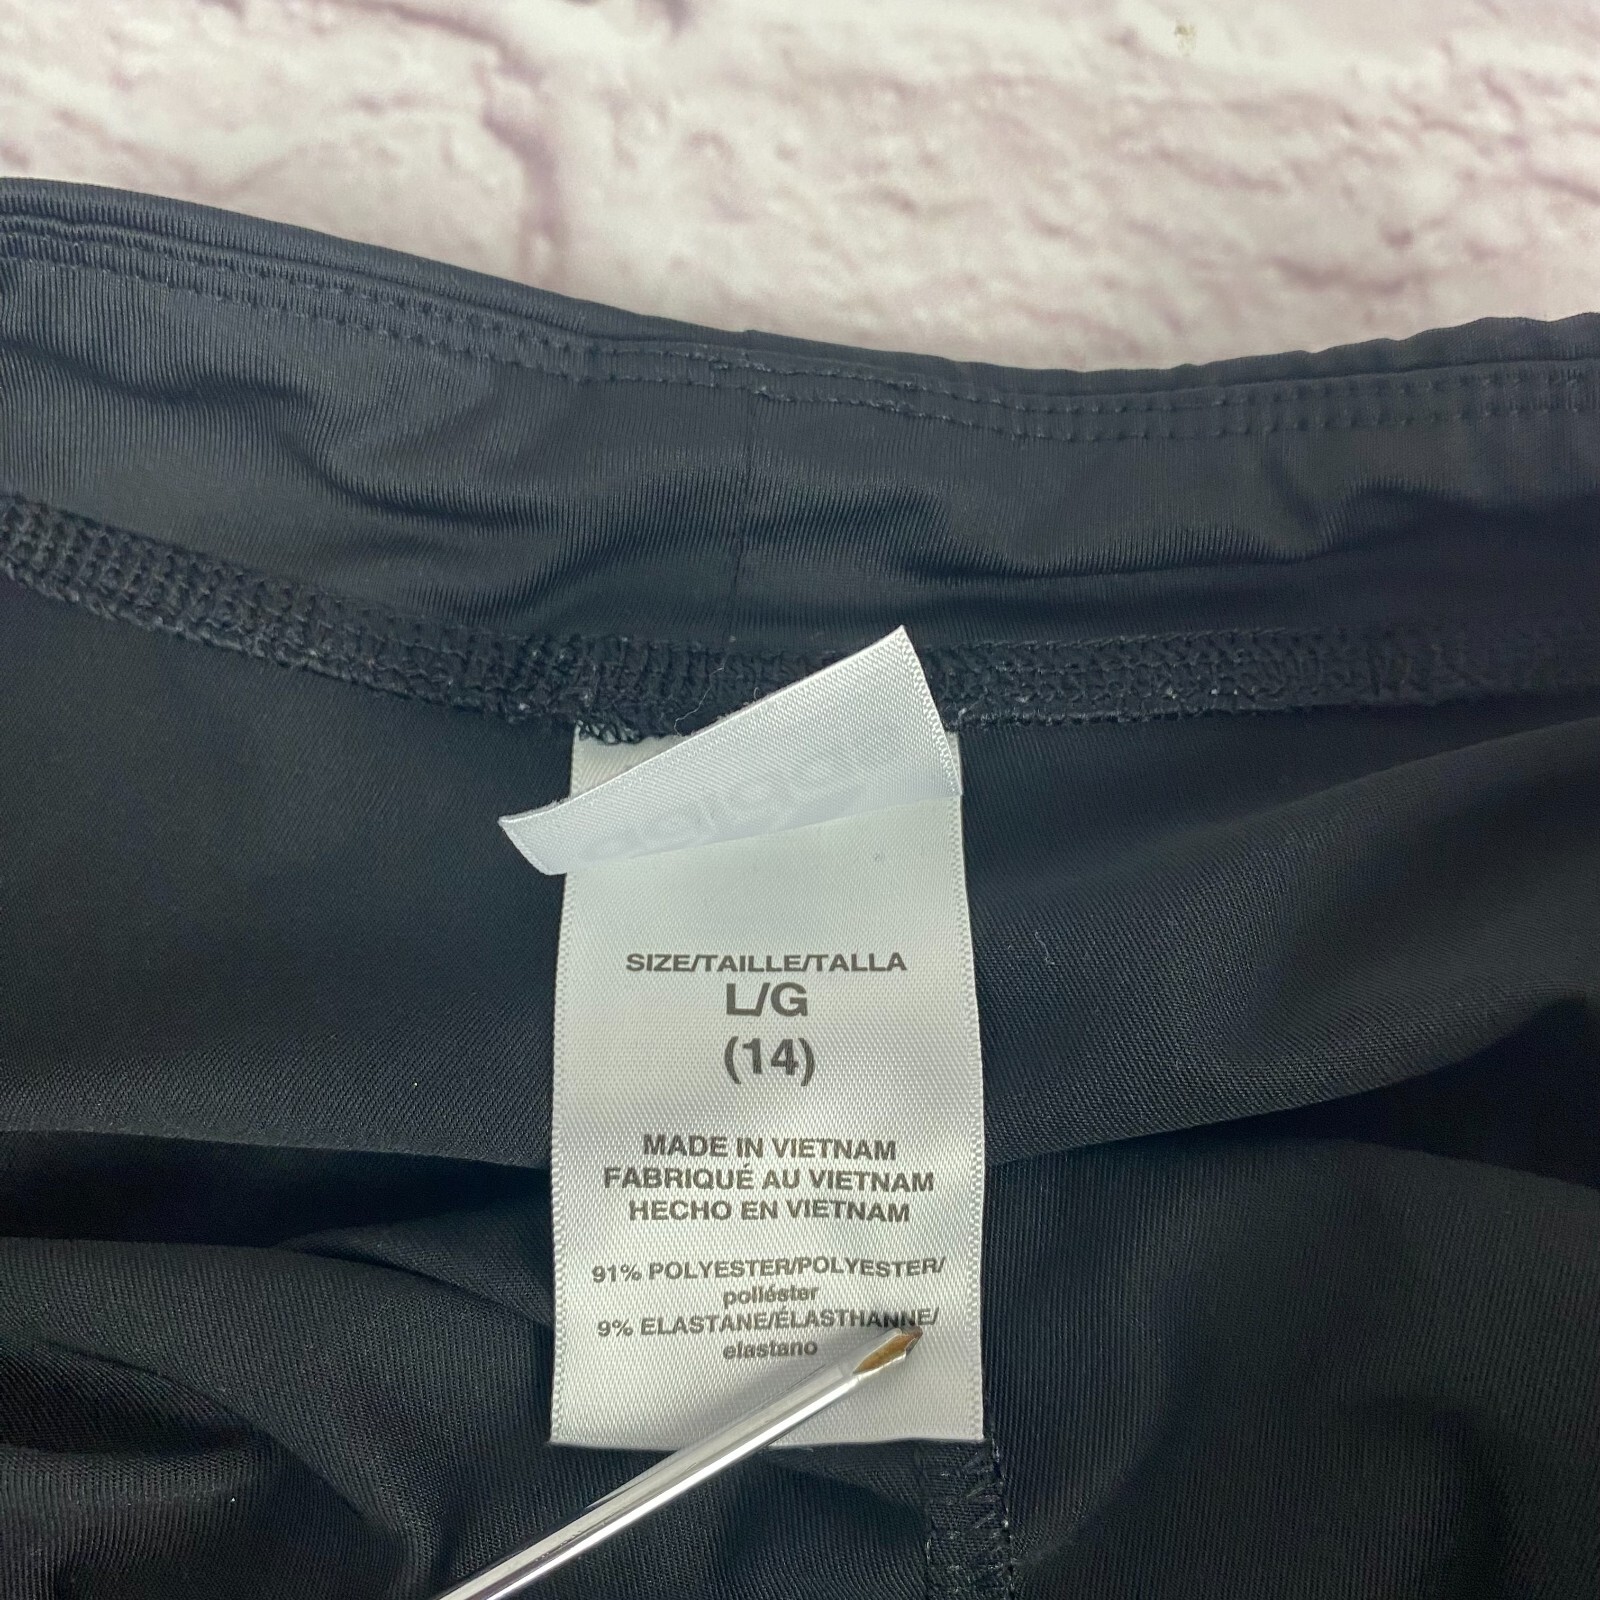 SIZE/TAILLE/TALLA
L/G
(14)
MADE IN VIETNAM
FABRIQUÉ AU VIETNAM
HECHO EN VIETNAM
91% POLYESTER/POLYESTER/
poliéster
9% ELASTANE/ÉLASTHANNE/
elastano